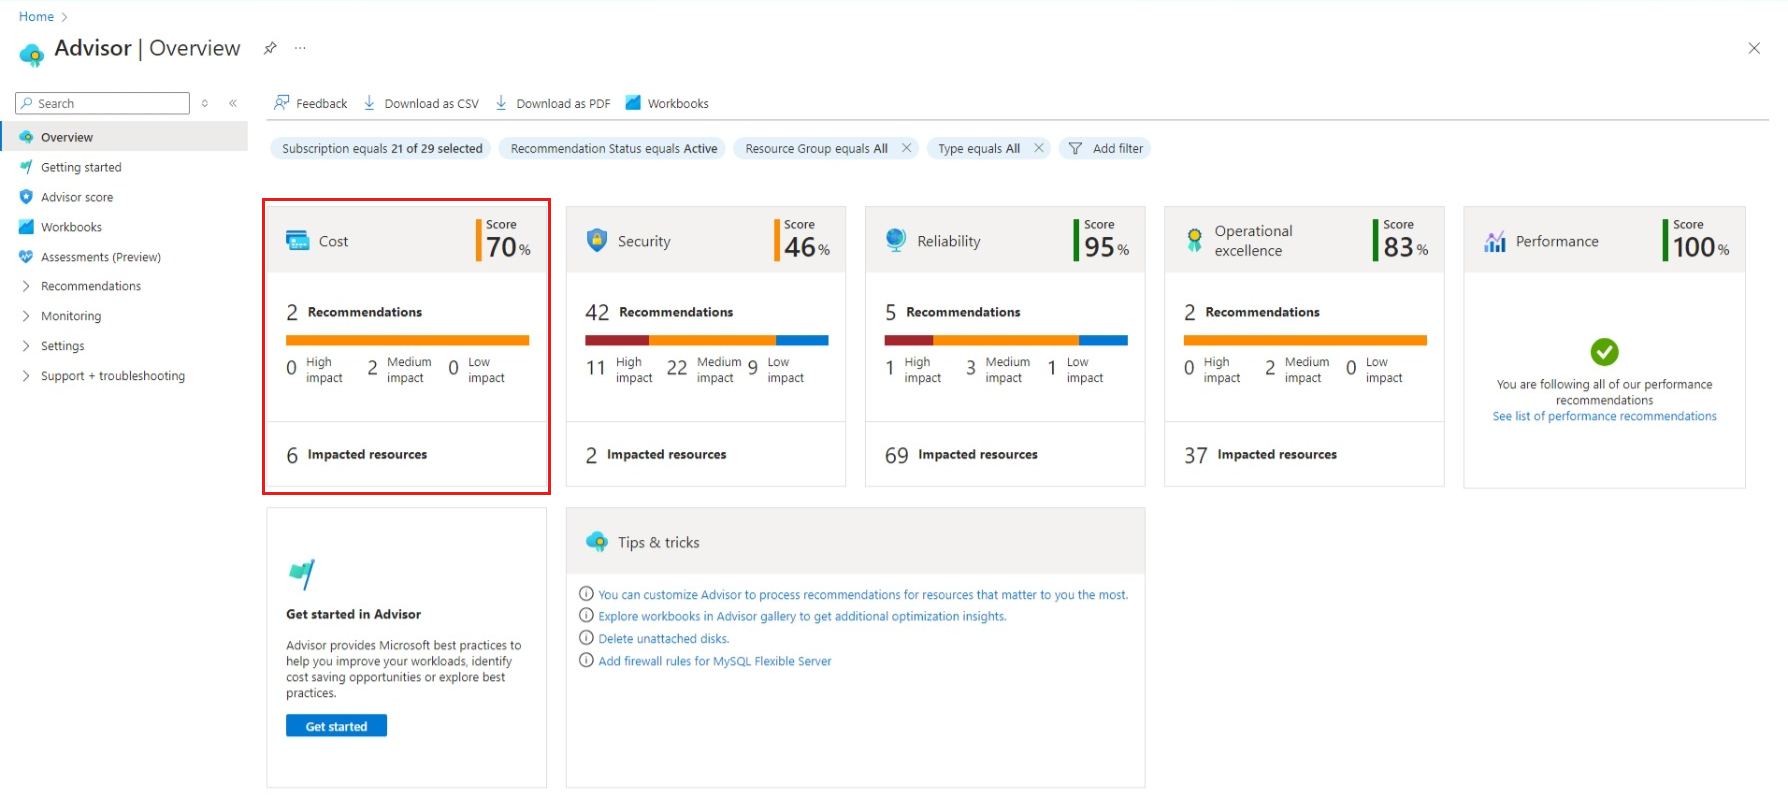 Home
Advisor | Overview
Search
Overview
Getting started
Advisor score
Workbooks
Assessments (Preview)
Recommendations
Monitoring
Settings
Support + troubleshooting
Feedback
Download as CSV
Download as PDF
Workbooks
Subscription equals 21 of 29 selected
Recommendation Status equals Active
Resource Group equals All
Type equals All
Add filter
Cost
Score
70%
2 Recommendations
0 High impact
2 Medium impact
0 Low impact
6 Impacted resources
Security
Score
46%
42 Recommendations
11 High impact
22 Medium impact
9 Low impact
2 Impacted resources
Reliability
Score
95%
5 Recommendations
1 High impact
3 Medium impact
1 Low impact
69 Impacted resources
Operational
excellence
Score
83%
2 Recommendations
0 High impact
2 Medium impact
0 Low impact
37 Impacted resources
Performance
Score
100%
You are following all of our performance
recommendations
See list of performance recommendations
Get started in Advisor
Advisor provides Microsoft best practices to
help you improve your workloads, identify
cost saving opportunities or explore best
practices.
Get started
Tips & tricks
You can customize Advisor to process recommendations for resources that matter to you the most.
Explore workbooks in Advisor gallery to get additional optimization insights.
Delete unattached disks.
Add firewall rules for MySQL Flexible Server